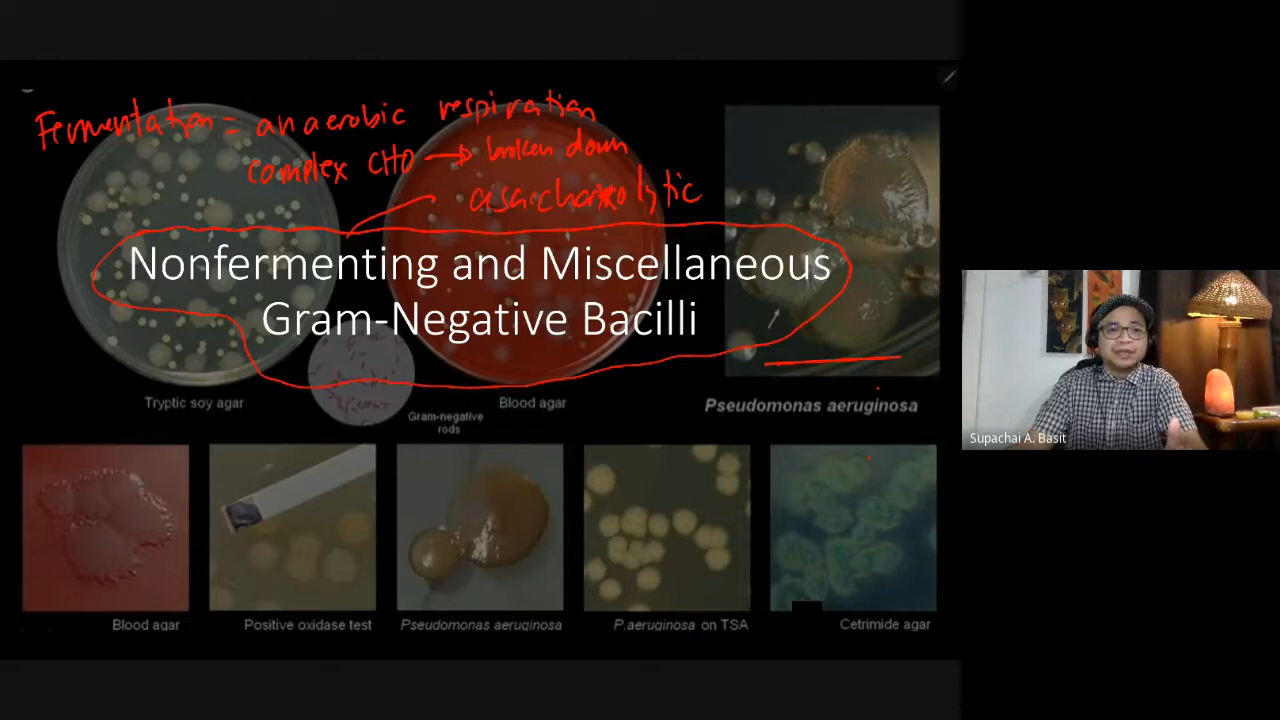 Fermentation = anaerobic respiration
complex CHO → broken down
asaccharolytic
Nonfermenting and Miscellaneous
Gram-Negative Bacilli
Tryptic soy agar
Gram-negative
rods
Blood agar
Pseudomonas aeruginosa
Supachai A. Basit
Blood agar
Positive oxidase test
Pseudomonas aeruginosa
P.aeruginosa on TSA
Cetrimide agar